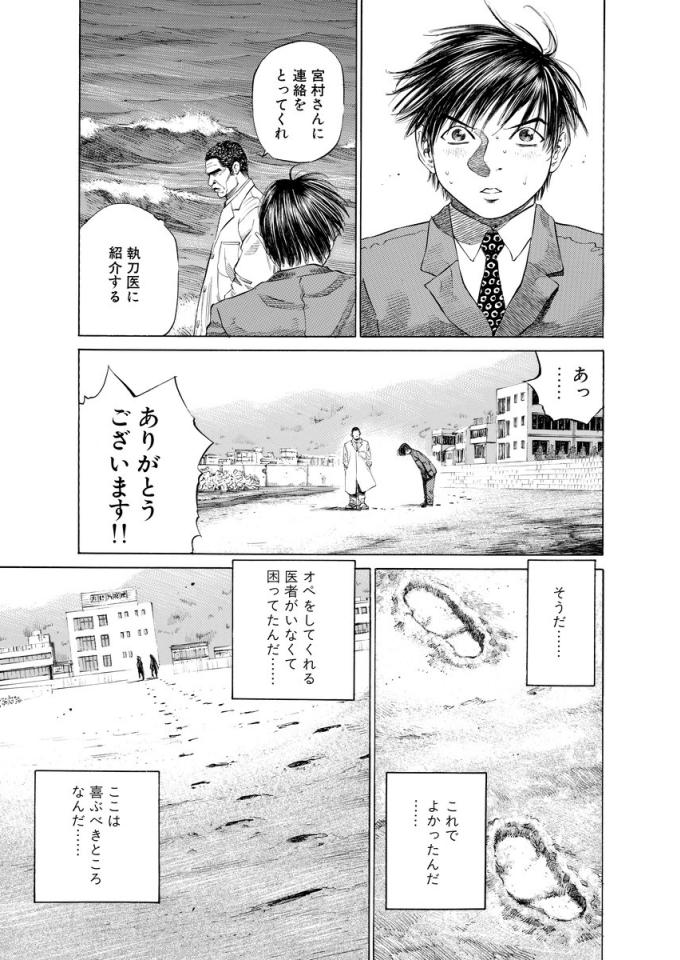 宮村さんに
連絡を
とってくれ
執刀医に
紹介する
あっ
……
ありがとう
ございます!!
そうだ……
これで
よかったんだ
……
オペをしてくれる
医者がいなくて
困ってたんだ……
ここは
喜ぶべきところ
なんだ……